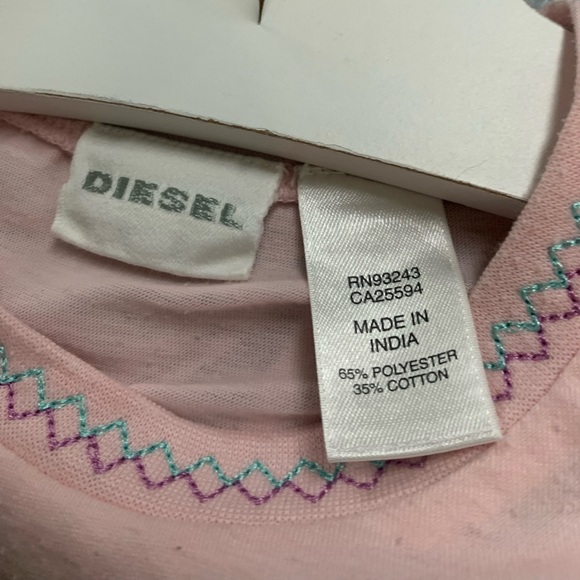 DIESEL
RN93243
CA25594
MADE IN
INDIA
65% POLYESTER
35% COTTON